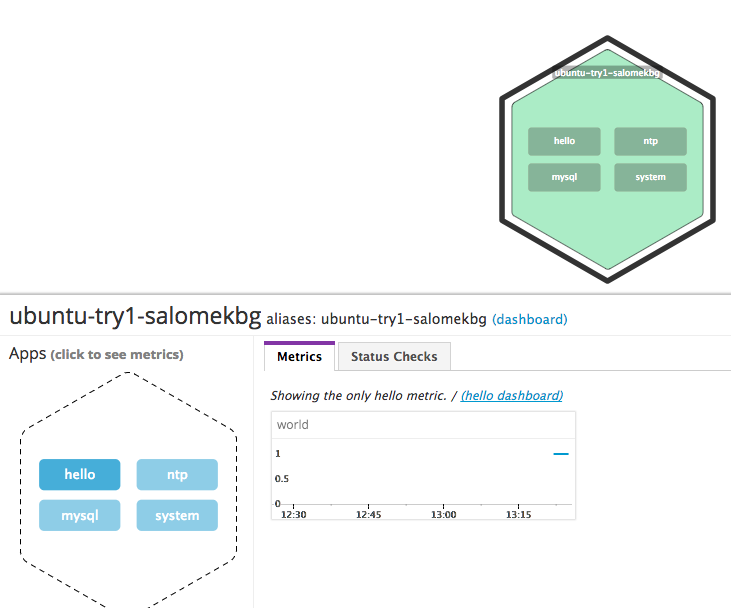 ubuntu-try1-salomekbg
hello ntp
mysql system
ubuntu-try1-salomekbg aliases: ubuntu-try1-salomekbg (dashboard)
Apps (click to see metrics)
hello ntp
mysql system
Metrics Status Checks
Showing the only hello metric. / (hello dashboard)
world
1
0.5
0
12:30 12:45 13:00 13:15